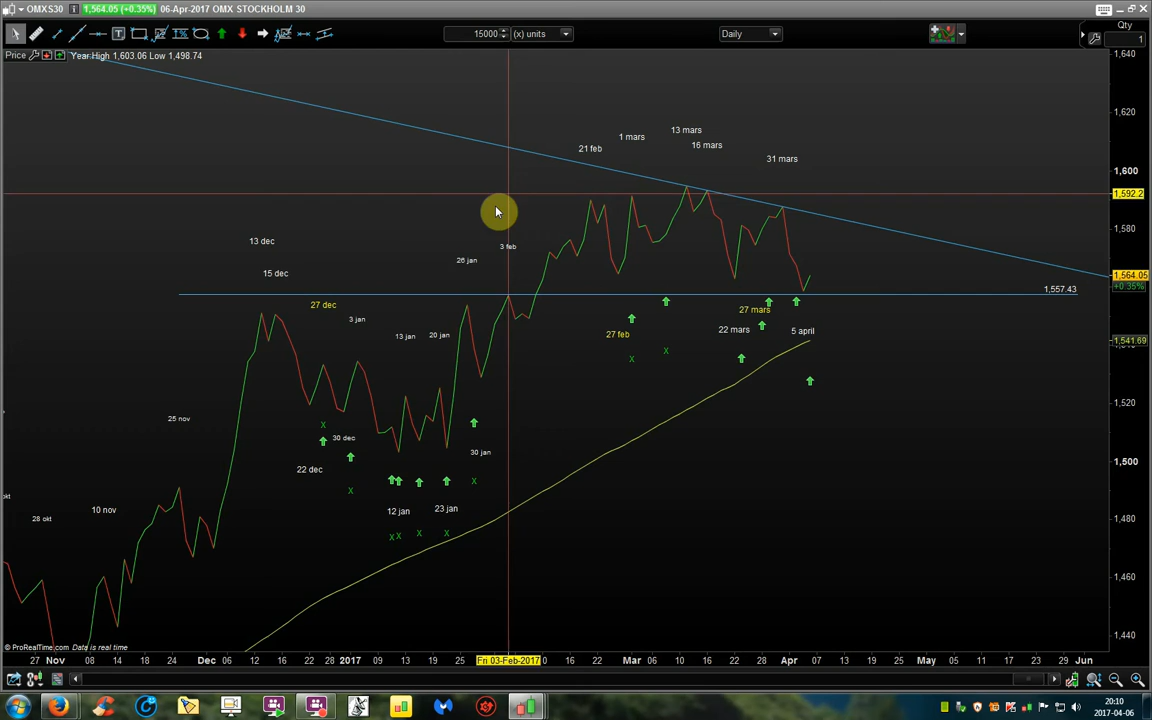 OMXS30 1,564.05 (+0.35%) 06-Apr-2017 OMX STOCKHOLM 30
15000 (x) units
Daily
Qty
1
Price
Year:High 1,603.06 Low 1,498.74
1,640
1,620
1,600
1,592.2
1,580
1,564.05
+0.35%
1,557.43
1,541.69
1,520
1,500
1,480
1,460
1,440
1 mars
13 mars
21 feb
16 mars
31 mars
13 dec
3 feb
26 jan
15 dec
27 dec
3 jan
27 mars
13 jan
20 jan
27 feb
22 mars
5 april
25 nov
30 dec
30 jan
22 dec
10 nov
12 jan
23 jan
28 okt
okt
x
x
x
x
x
x
x
x
x
© ProRealTime.com Data is real time
27 Nov 08 14 18 24 Dec 06 12 16 22 28 2017 09 13 19 25 Fri 03-Feb-2017 0 16 22 Mar 06 10 16 22 28 Apr 07 13 19 25 May 05 11 17 23 29 Jun
20:10
2017-04-06